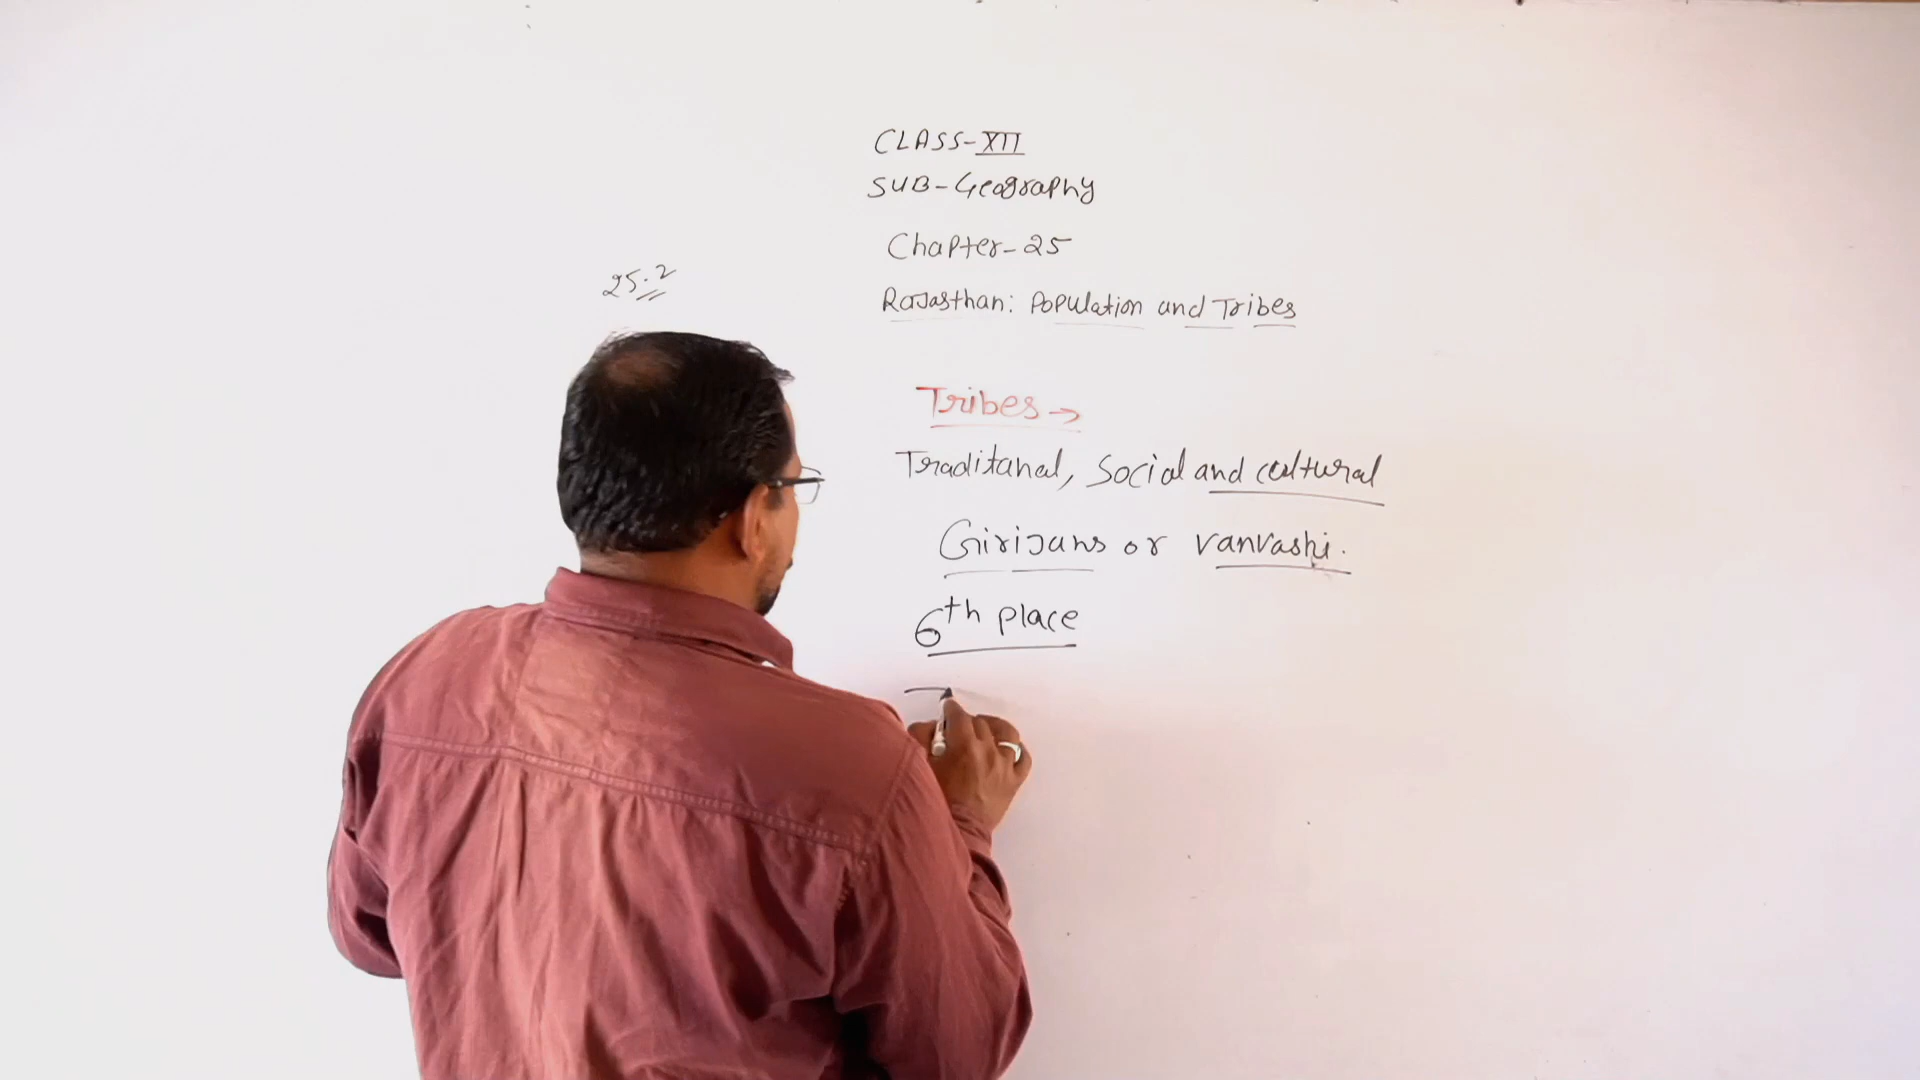 CLASS-XII
SUB-Geography
Chapter-25
25.2
Rajasthan: Population and Tribes
Tribes →
Traditanal, Social and cultural
Girijans or vanvashi.
6th place